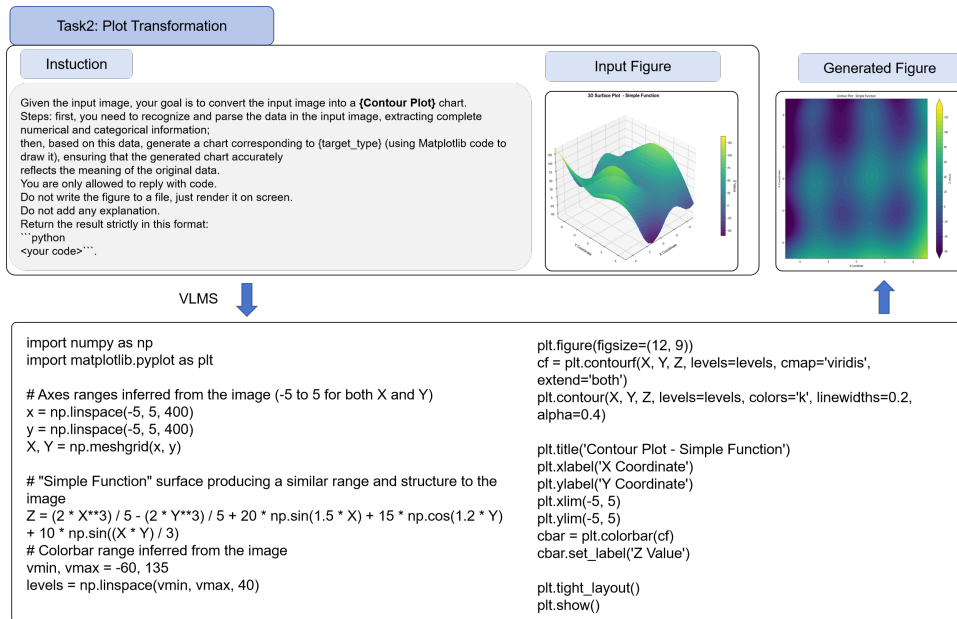 Task2: Plot Transformation
Instuction
Given the input image, your goal is to convert the input image into a {Contour Plot} chart.
Steps: first, you need to recognize and parse the data in the input image, extracting complete
numerical and categorical information;
then, based on this data, generate a chart corresponding to {target_type} (using Matplotlib code to
draw it), ensuring that the generated chart accurately
reflects the meaning of the original data.
You are only allowed to reply with code.
Do not write the figure to a file, just render it on screen.
Do not add any explanation.
Return the result strictly in this format:
```python
<your code>```.
Input Figure
3D Surface Plot - Simple Function
Y Coordinate
X Coordinate
Generated Figure
Contour Plot - Simple Function
X Coordinate
VLMS
import numpy as np
import matplotlib.pyplot as plt
# Axes ranges inferred from the image (-5 to 5 for both X and Y)
x = np.linspace(-5, 5, 400)
y = np.linspace(-5, 5, 400)
X, Y = np.meshgrid(x, y)
# "Simple Function" surface producing a similar range and structure to the
image
Z = (2 * X**3) / 5 - (2 * Y**3) / 5 + 20 * np.sin(1.5 * X) + 15 * np.cos(1.2 * Y)
+ 10 * np.sin((X * Y) / 3)
# Colorbar range inferred from the image
vmin, vmax = -60, 135
levels = np.linspace(vmin, vmax, 40)
plt.figure(figsize=(12, 9))
cf = plt.contourf(X, Y, Z, levels=levels, cmap='viridis',
extend='both')
plt.contour(X, Y, Z, levels=levels, colors='k', linewidths=0.2,
alpha=0.4)
plt.title('Contour Plot - Simple Function')
plt.xlabel('X Coordinate')
plt.ylabel('Y Coordinate')
plt.xlim(-5, 5)
plt.ylim(-5, 5)
cbar = plt.colorbar(cf)
cbar.set_label('Z Value')
plt.tight_layout()
plt.show()